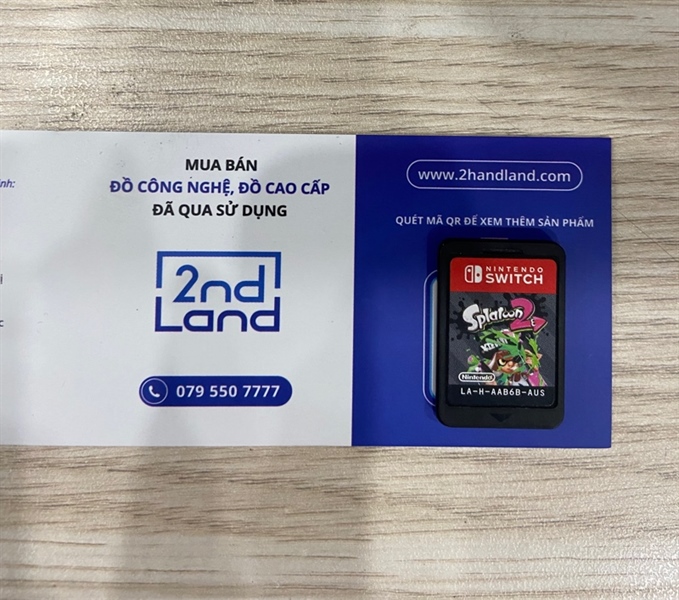 MUA BÁN
ĐỒ CÔNG NGHỆ, ĐỒ CAO CẤP
ĐÃ QUA SỬ DỤNG
2nd
Land
079 550 7777
www.2handland.com
QUÉT MÃ QR ĐỂ XEM THÊM SẢN PHẨM
NINTENDO
SWITCH
Splatoon 2
Nintendo
LA-H-AAB6B-AUS